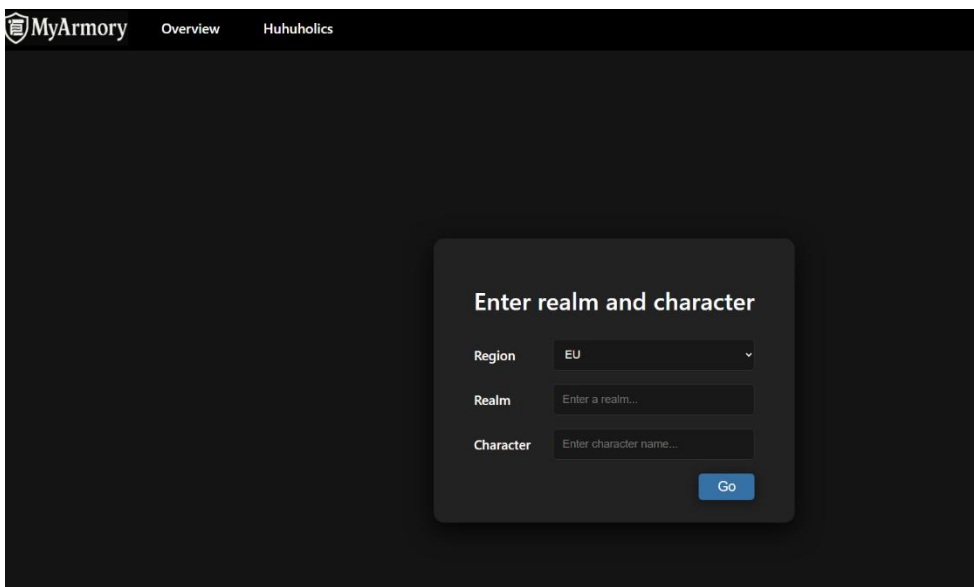 MyArmory Overview Huhuholics
Enter realm and character
Region EU
Realm Enter a realm...
Character Enter character name...
Go